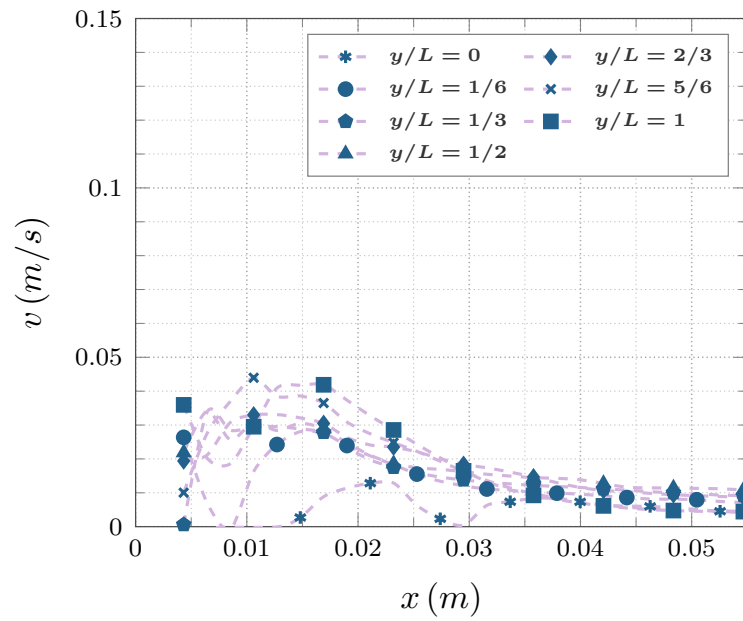 0.15
y/L = 0 y/L = 2/3
y/L = 1/6 y/L = 5/6
y/L = 1/3 y/L = 1
y/L = 1/2
0.1
v (m/s)
0.05
0
0 0.01 0.02 0.03 0.04 0.05
x (m)